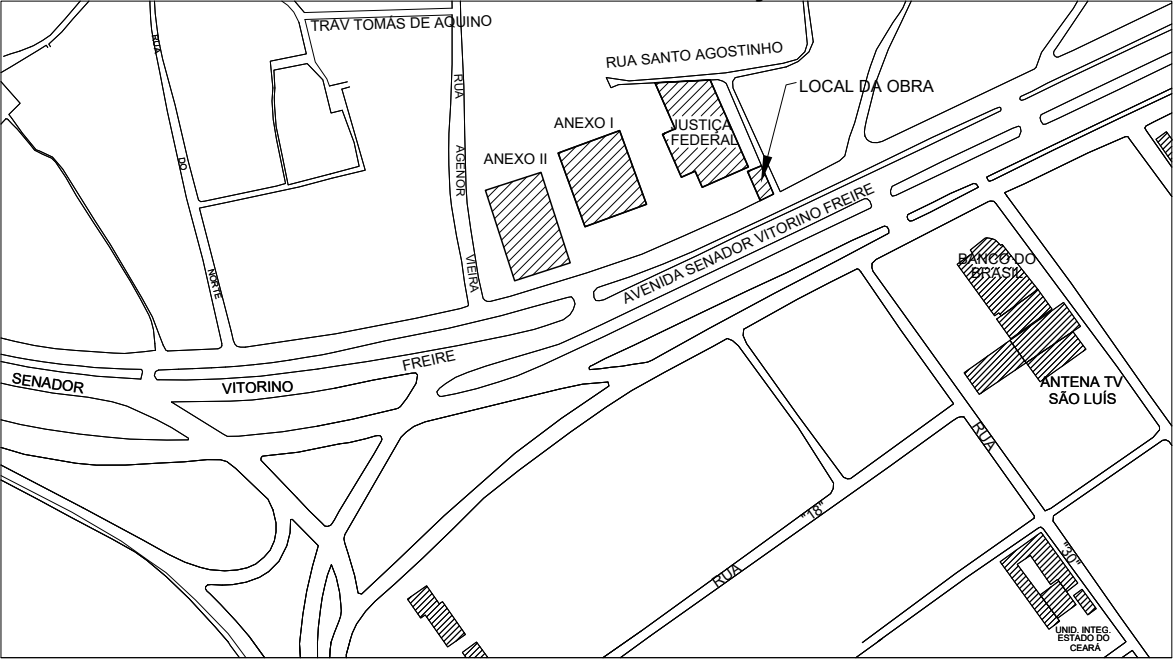 TRAV TOMÁS DE AQUINO
RUA
DO
NORTE
RUA
AGENOR
VIEIRA
RUA SANTO AGOSTINHO
LOCAL DA OBRA
ANEXO I
ANEXO II
JUSTIÇA
FEDERAL
AVENIDA SENADOR VITORINO FREIRE
SENADOR
VITORINO
FREIRE
BANCO DO
BRASIL
ANTENA TV
SÃO LUÍS
RUA
"30"
RUA
"18"
UNID. INTEG.
ESTADO DO
CEARÁ